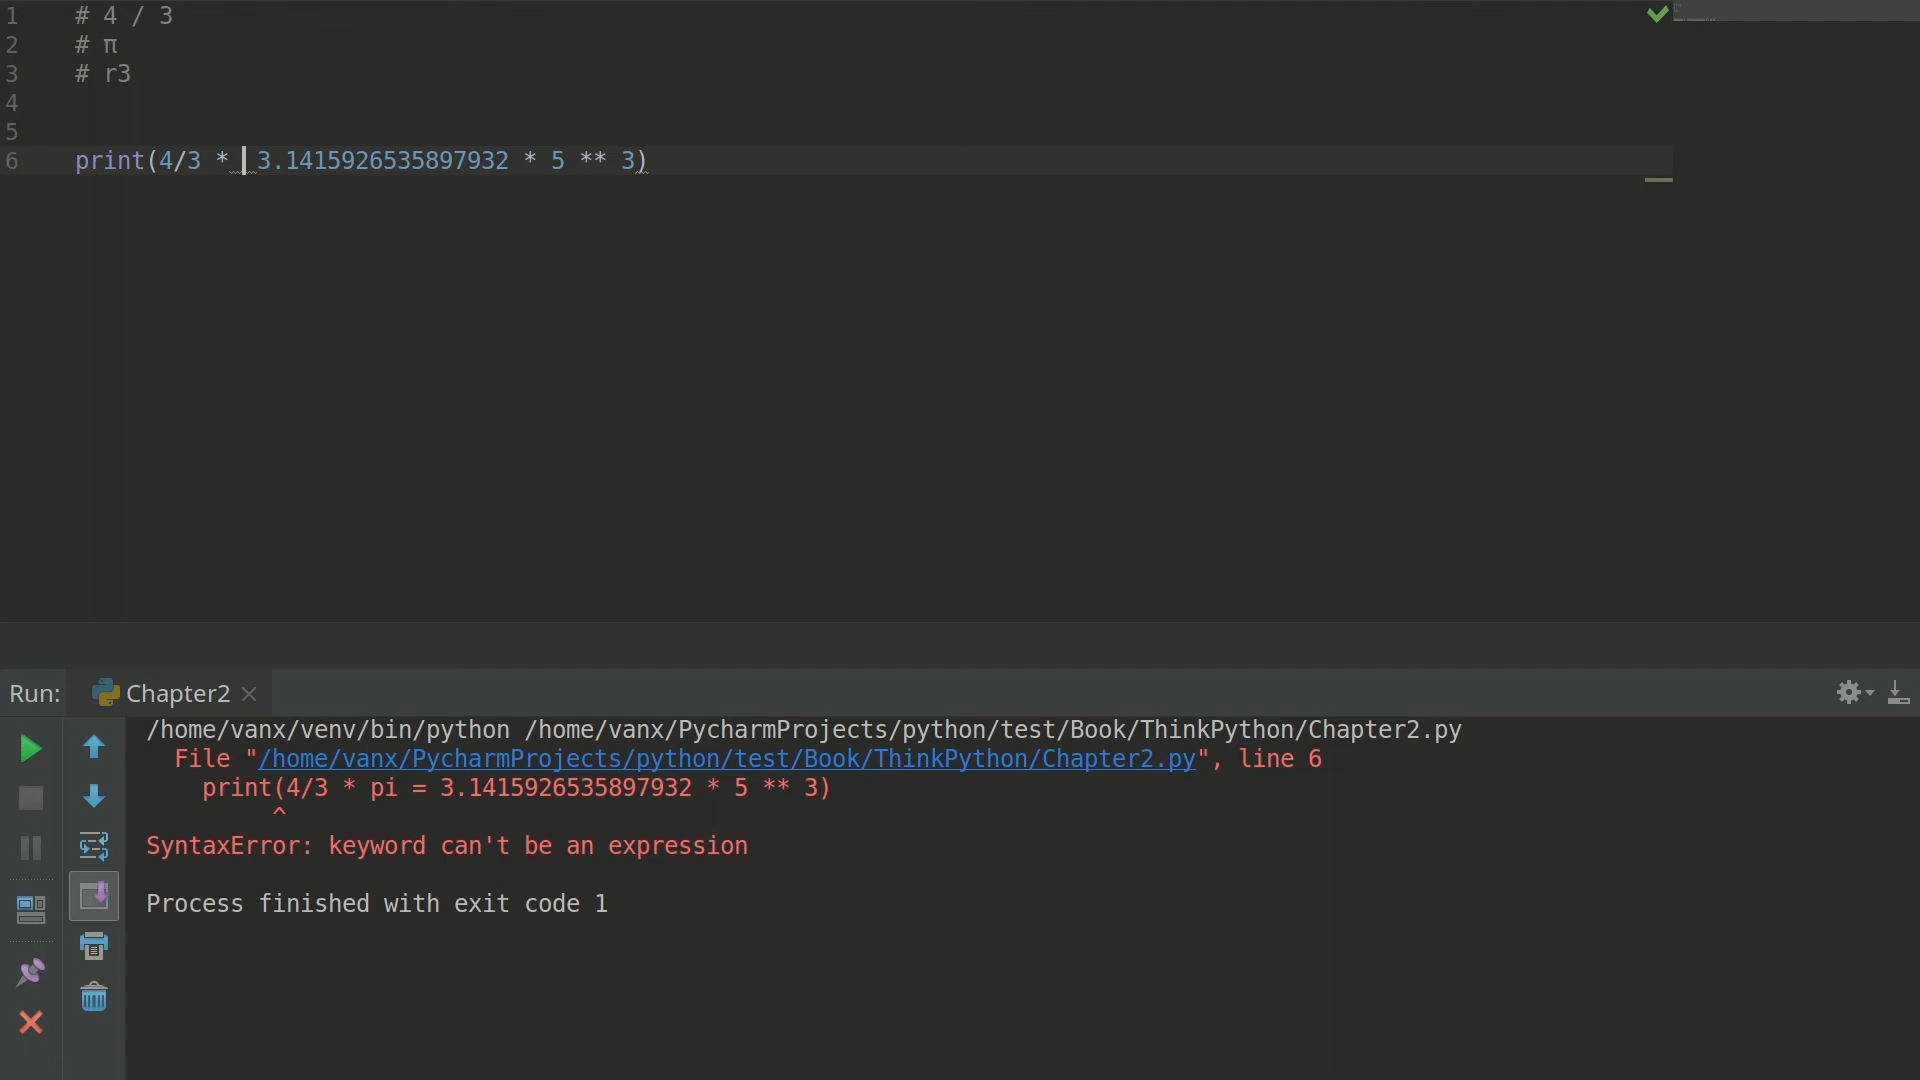 1 # 4 / 3
2 # π
3 # r3
4
5
6 print(4/3 * 3.1415926535897932 * 5 ** 3)
Run: Chapter2
/home/vanx/venv/bin/python /home/vanx/PycharmProjects/python/test/Book/ThinkPython/Chapter2.py
File "/home/vanx/PycharmProjects/python/test/Book/ThinkPython/Chapter2.py", line 6
print(4/3 * pi = 3.1415926535897932 * 5 ** 3)
^
SyntaxError: keyword can't be an expression
Process finished with exit code 1